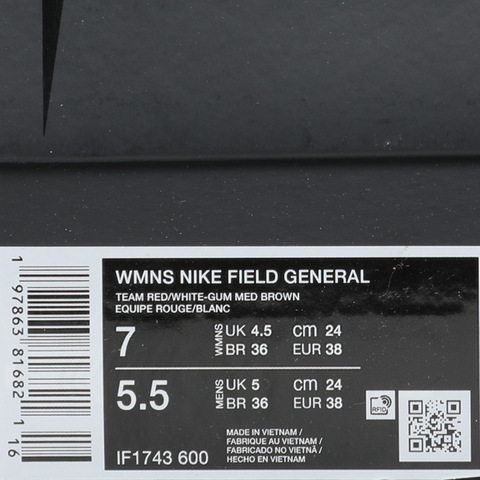 WMNS NIKE FIELD GENERAL
TEAM RED/WHITE-GUM MED BROWN
EQUIPE ROUGE/BLANC
7 WMNS UK 4.5 cm 24
BR 36 EUR 38
5.5 MENS UK 5 cm 24
BR 36 EUR 38
RFID
MADE IN VIETNAM /
FABRIQUE AU VIETNAM /
FABRICADO NO VIETNÃ /
HECHO EN VIETNAM
IF1743 600
1 97863 81682 1 16